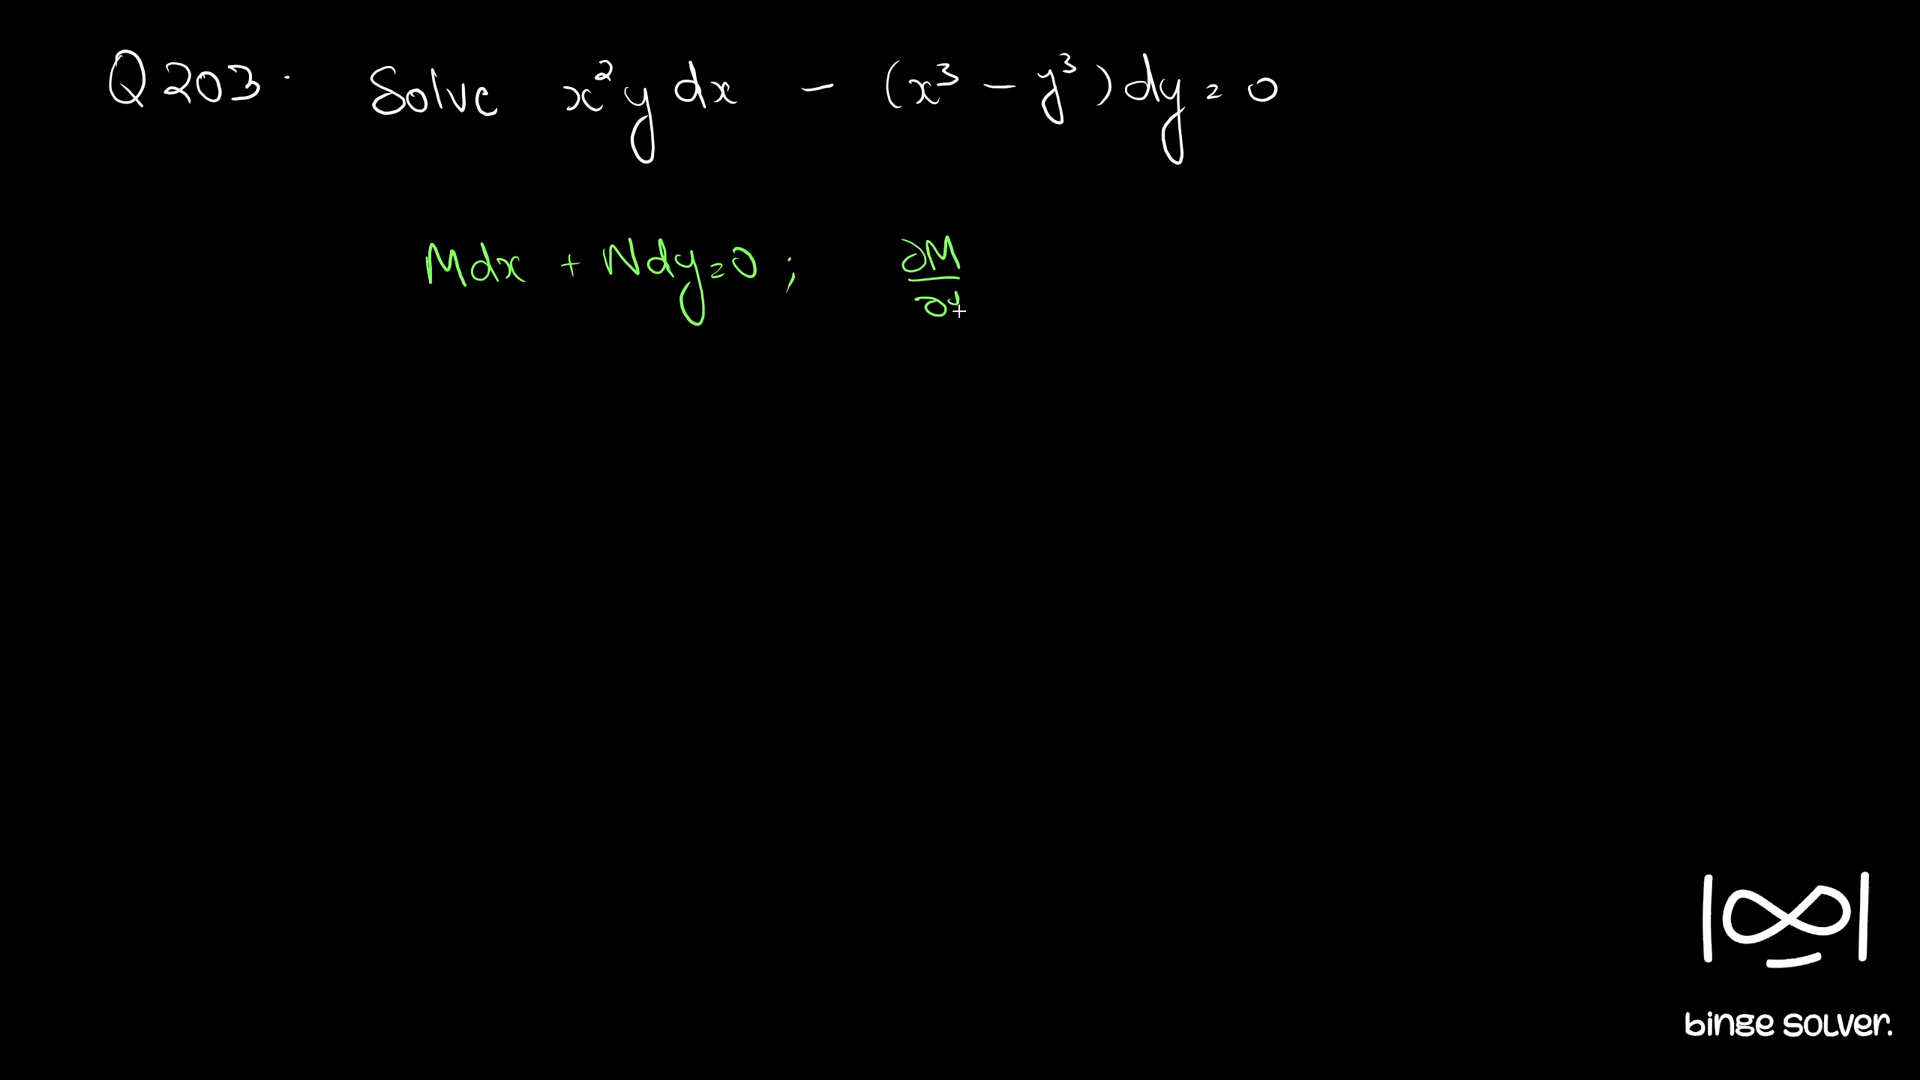 Q 203. Solve x²y dx - (x³ - y³) dy = 0
Mdx + Ndy = 0 ; ∂M/∂y
binge SOLVER.